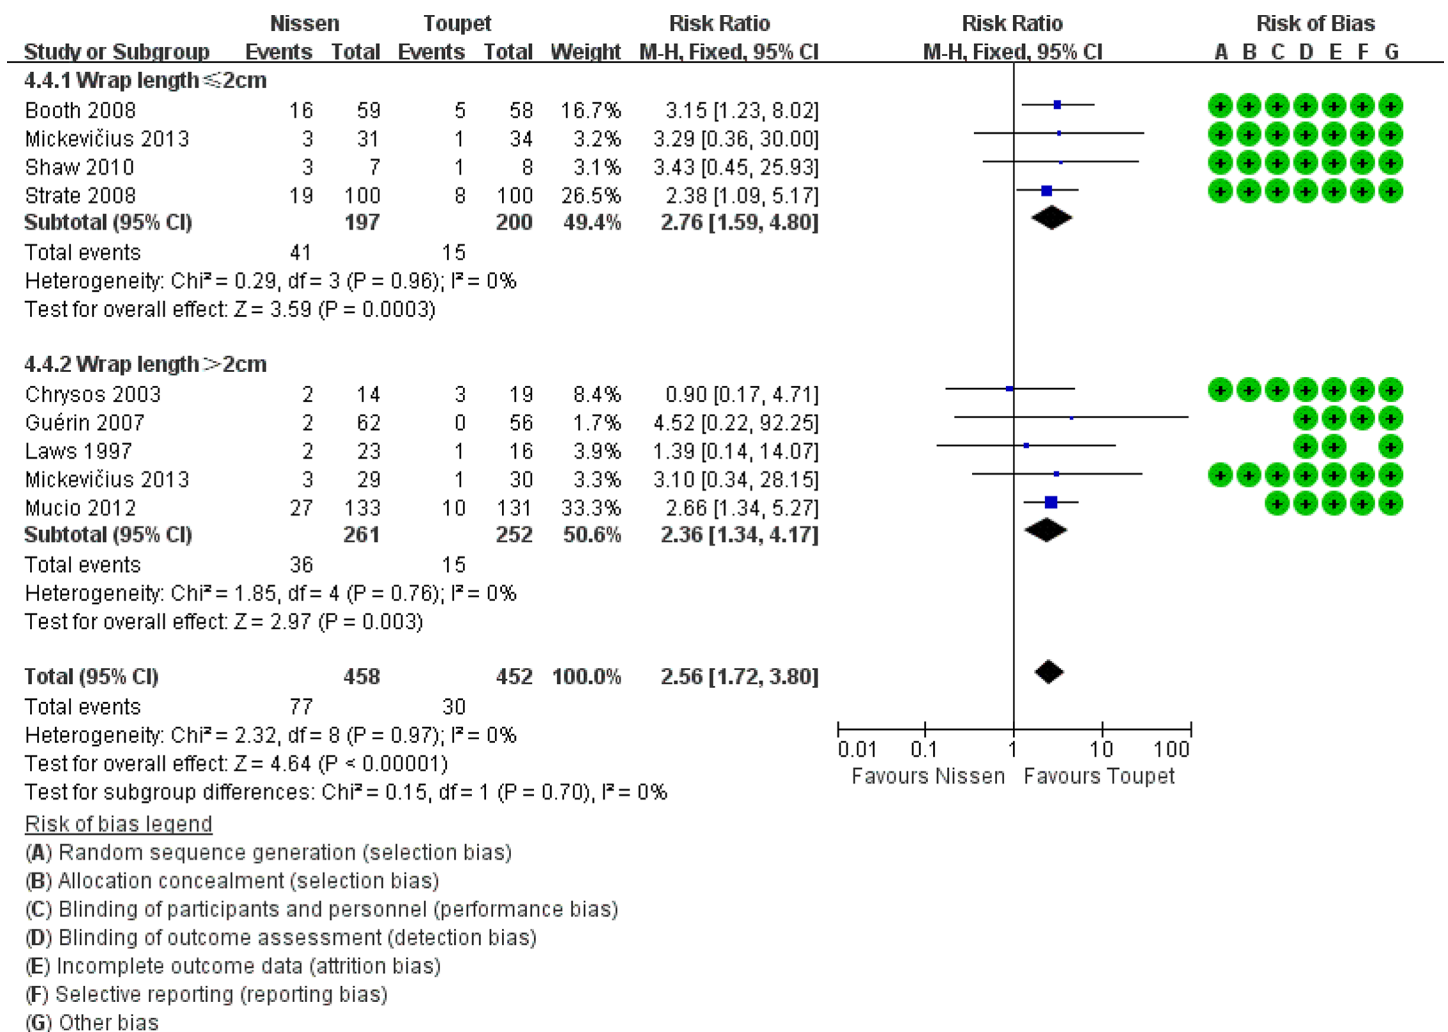 Nissen Toupet Risk Ratio Risk Ratio Risk of Bias
Study or Subgroup Events Total Events Total Weight M-H, Fixed, 95% CI M-H, Fixed, 95% CI A B C D E F G
4.4.1 Wrap length≤2cm
Booth 2008 16 59 5 58 16.7% 3.15 [1.23, 8.02] + + + + + + +
Mickevičius 2013 3 31 1 34 3.2% 3.29 [0.36, 30.00] + + + + + + +
Shaw 2010 3 7 1 8 3.1% 3.43 [0.45, 25.93] + + + + + + +
Strate 2008 19 100 8 100 26.5% 2.38 [1.09, 5.17] + + + + + + +
Subtotal (95% CI) 197 200 49.4% 2.76 [1.59, 4.80]
Total events 41 15
Heterogeneity: Chi² = 0.29, df = 3 (P = 0.96); I² = 0%
Test for overall effect: Z = 3.59 (P = 0.0003)
4.4.2 Wrap length>2cm
Chrysos 2003 2 14 3 19 8.4% 0.90 [0.17, 4.71] + + + + + + +
Guérin 2007 2 62 0 56 1.7% 4.52 [0.22, 92.25] + + + +
Laws 1997 2 23 1 16 3.9% 1.39 [0.14, 14.07] + + +
Mickevičius 2013 3 29 1 30 3.3% 3.10 [0.34, 28.15] + + + + + + +
Mucio 2012 27 133 10 131 33.3% 2.66 [1.34, 5.27] + + + + +
Subtotal (95% CI) 261 252 50.6% 2.36 [1.34, 4.17]
Total events 36 15
Heterogeneity: Chi² = 1.85, df = 4 (P = 0.76); I² = 0%
Test for overall effect: Z = 2.97 (P = 0.003)
Total (95% CI) 458 452 100.0% 2.56 [1.72, 3.80]
Total events 77 30
Heterogeneity: Chi² = 2.32, df = 8 (P = 0.97); I² = 0%
Test for overall effect: Z = 4.64 (P < 0.00001)
Test for subgroup differences: Chi² = 0.15, df = 1 (P = 0.70), I² = 0%
0.01 0.1 1 10 100
Favours Nissen Favours Toupet
Risk of bias legend
(A) Random sequence generation (selection bias)
(B) Allocation concealment (selection bias)
(C) Blinding of participants and personnel (performance bias)
(D) Blinding of outcome assessment (detection bias)
(E) Incomplete outcome data (attrition bias)
(F) Selective reporting (reporting bias)
(G) Other bias